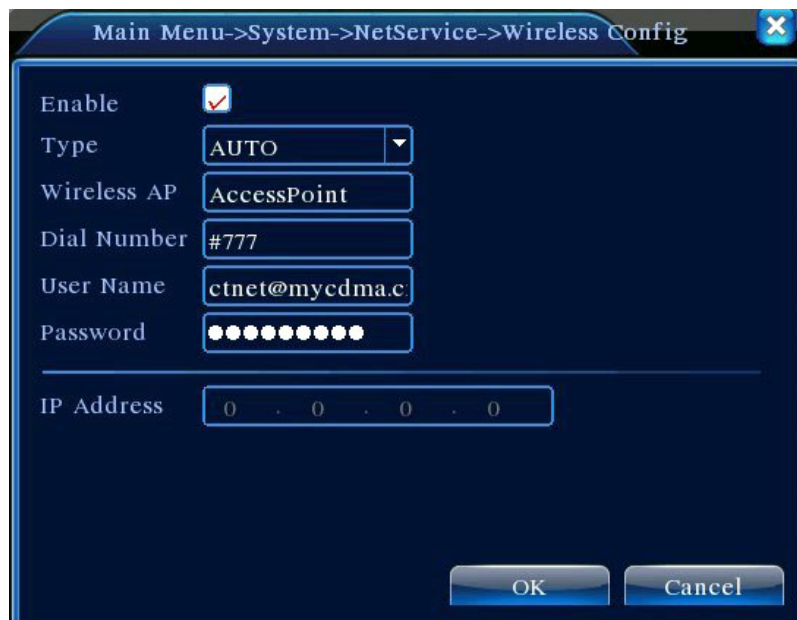 Main Menu->System->NetService->Wireless Config
Enable
Type AUTO
Wireless AP AccessPoint
Dial Number #777
User Name ctnet@mycdma.c
Password ●●●●●●●●●
IP Address 0 . 0 . 0 . 0
OK Cancel